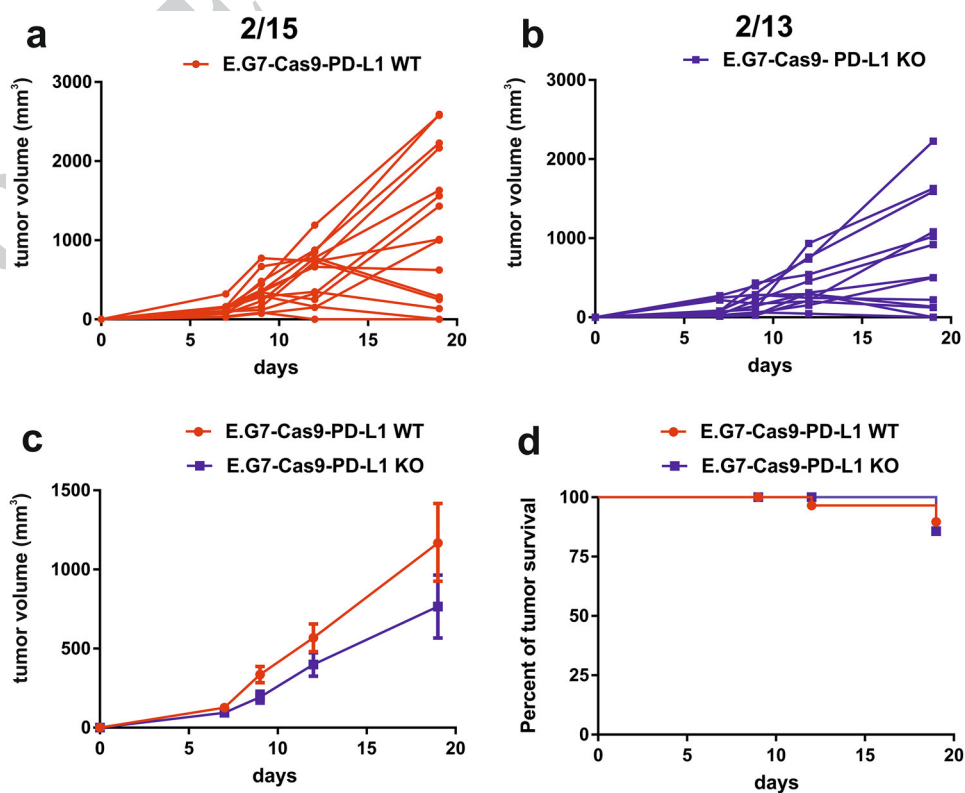 a
2/15
E.G7-Cas9-PD-L1 WT
tumor volume (mm³)
3000
2000
1000
0
0 5 10 15 20
days
b
2/13
E.G7-Cas9- PD-L1 KO
tumor volume (mm³)
3000
2000
1000
0
0 5 10 15 20
days
c
E.G7-Cas9-PD-L1 WT
E.G7-Cas9-PD-L1 KO
tumor volume (mm³)
1500
1000
500
0
0 5 10 15 20
days
d
E.G7-Cas9-PD-L1 WT
E.G7-Cas9-PD-L1 KO
Percent of tumor survival
100
75
50
25
0
0 5 10 15 20
days